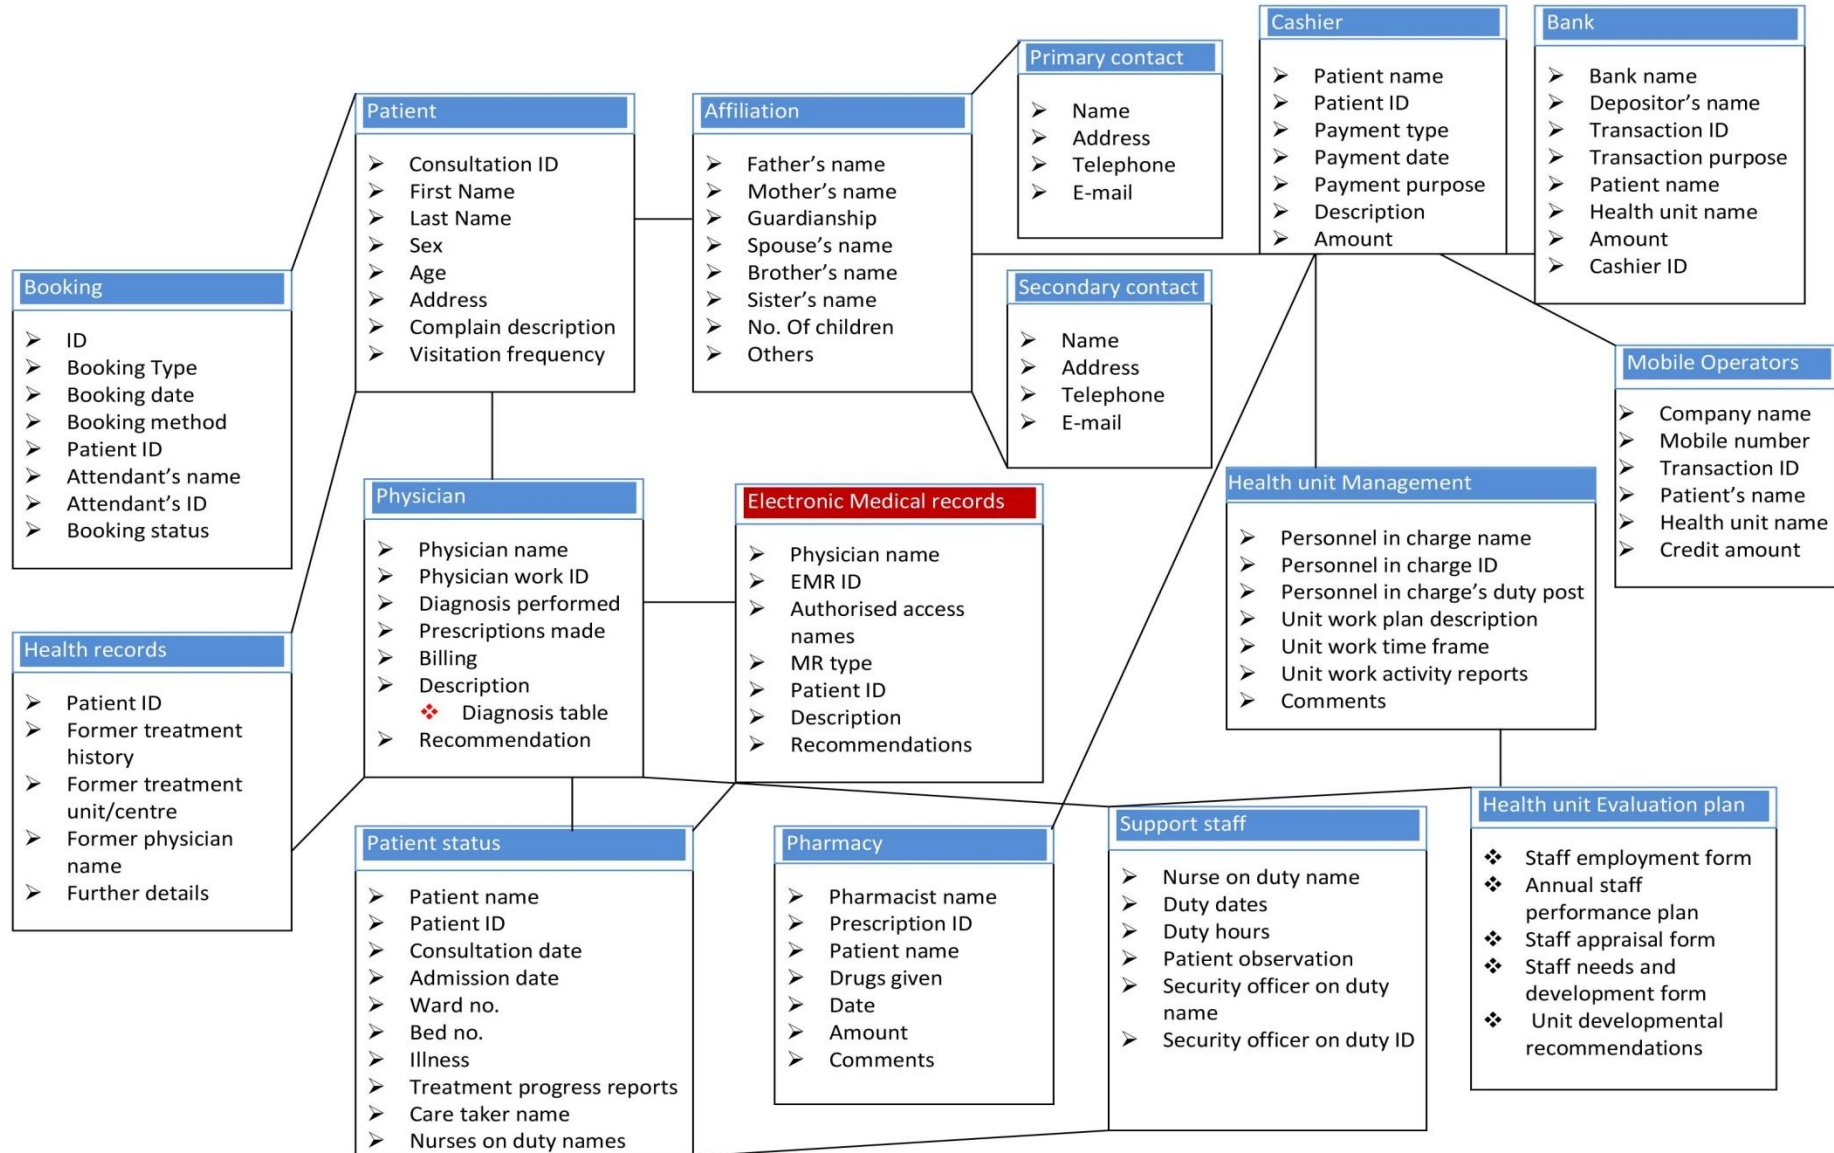 Patient
Consultation ID
First Name
Last Name
Sex
Age
Address
Complain description
Visitation frequency
Affiliation
Father’s name
Mother’s name
Guardianship
Spouse’s name
Brother’s name
Sister’s name
No. Of children
Others
Primary contact
Name
Address
Telephone
E-mail
Cashier
Patient name
Patient ID
Payment type
Payment date
Payment purpose
Description
Amount
Bank
Bank name
Depositor’s name
Transaction ID
Transaction purpose
Patient name
Health unit name
Amount
Cashier ID
Booking
ID
Booking Type
Booking date
Booking method
Patient ID
Attendant’s name
Attendant’s ID
Booking status
Secondary contact
Name
Address
Telephone
E-mail
Mobile Operators
Company name
Mobile number
Transaction ID
Patient’s name
Health unit name
Credit amount
Physician
Physician name
Physician work ID
Diagnosis performed
Prescriptions made
Billing
Description
Diagnosis table
Recommendation
Electronic Medical records
Physician name
EMR ID
Authorised access
names
MR type
Patient ID
Description
Recommendations
Health unit Management
Personnel in charge name
Personnel in charge ID
Personnel in charge’s duty post
Unit work plan description
Unit work time frame
Unit work activity reports
Comments
Health records
Patient ID
Former treatment
history
Former treatment
unit/centre
Former physician
name
Further details
Patient status
Patient name
Patient ID
Consultation date
Admission date
Ward no.
Bed no.
Illness
Treatment progress reports
Care taker name
Nurses on duty names
Pharmacy
Pharmacist name
Prescription ID
Patient name
Drugs given
Date
Amount
Comments
Support staff
Nurse on duty name
Duty dates
Duty hours
Patient observation
Security officer on duty
name
Security officer on duty ID
Health unit Evaluation plan
Staff employment form
Annual staff
performance plan
Staff appraisal form
Staff needs and
development form
Unit developmental
recommendations